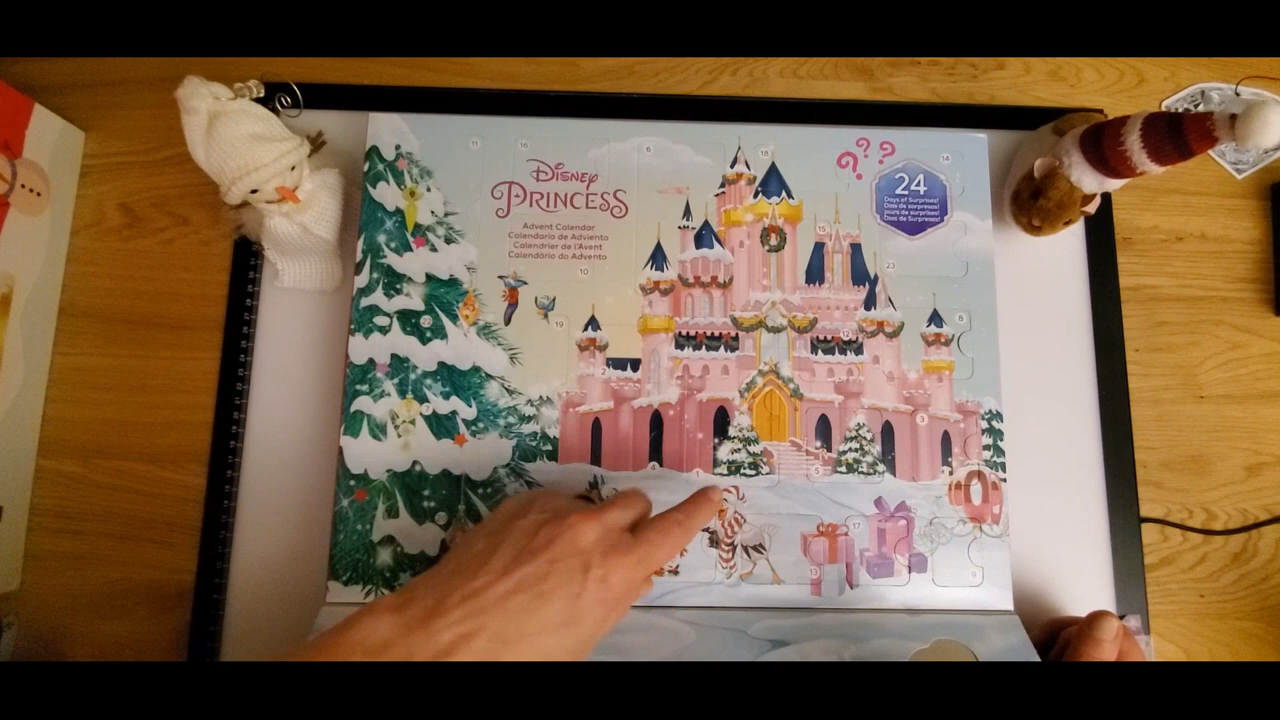 Disney
PRINCESS
Advent Calendar
Calendario de Adviento
Calendrier de l'Avent
Calendário do Advento
24
Days of Surprises!
Días de sorpresas!
jours de surprises!
Dias de Surpresas!
???
11
16
6
18
14
15
10
23
19
8
22
12
2
7
3
4
1
5
17
13
9